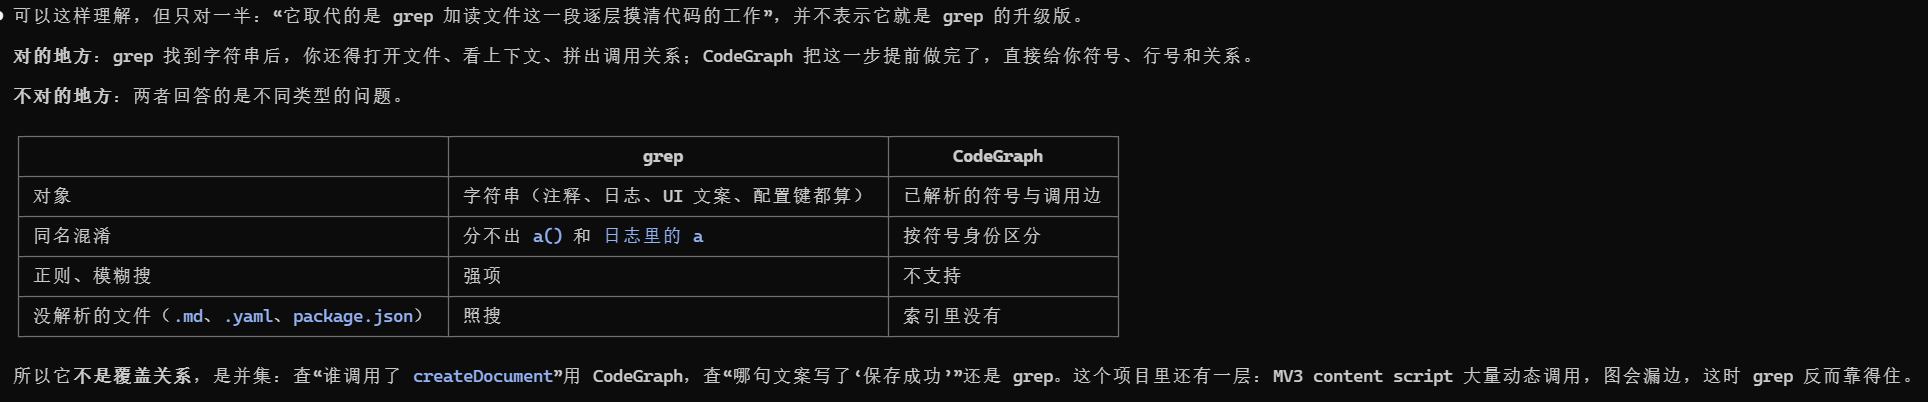 可以这样理解，但只对一半：“它取代的是 grep 加读文件这一段逐层摸清代码的工作”，并不表示它就是 grep 的升级版。
对的地方：grep 找到字符串后，你还得打开文件、看上下文、拼出调用关系；CodeGraph 把这一步提前做完了，直接给你符号、行号和关系。
不对的地方：两者回答的是不同类型的问题。
grep CodeGraph
对象 字符串（注释、日志、UI 文案、配置键都算） 已解析的符号与调用边
同名混淆 分不出 a() 和 日志里的 a 按符号身份区分
正则、模糊搜 强项 不支持
没解析的文件（.md、.yaml、package.json） 照搜 索引里没有
所以它不是覆盖关系，是并集：查“谁调用了 createDocument”用 CodeGraph，查“哪句文案写了‘保存成功’”还是 grep。这个项目里还有一层：MV3 content script 大量动态调用，图会漏边，这时 grep 反而靠得住。